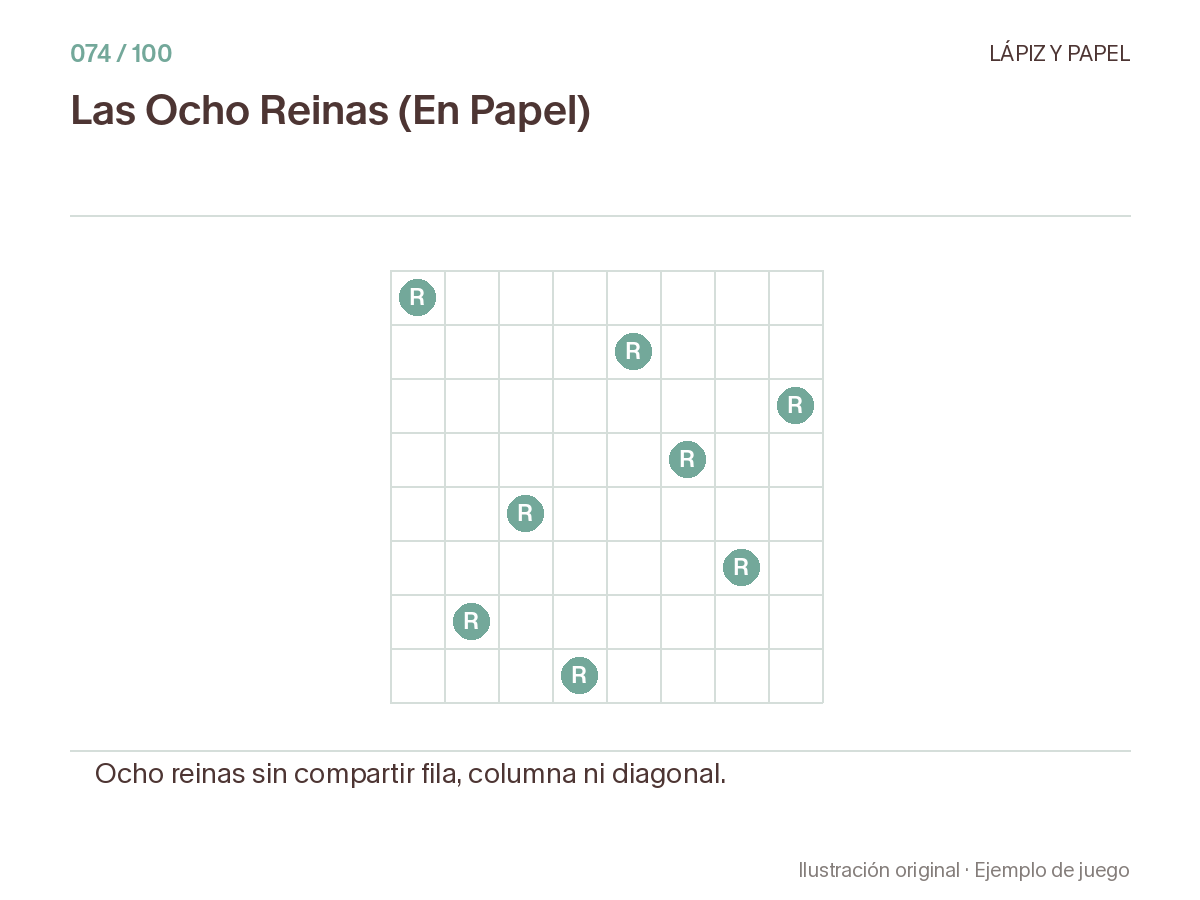 074 / 100
LÁPIZ Y PAPEL
Las Ocho Reinas (En Papel)
R
R
R
R
R
R
R
R
Ocho reinas sin compartir fila, columna ni diagonal.
Ilustración original · Ejemplo de juego